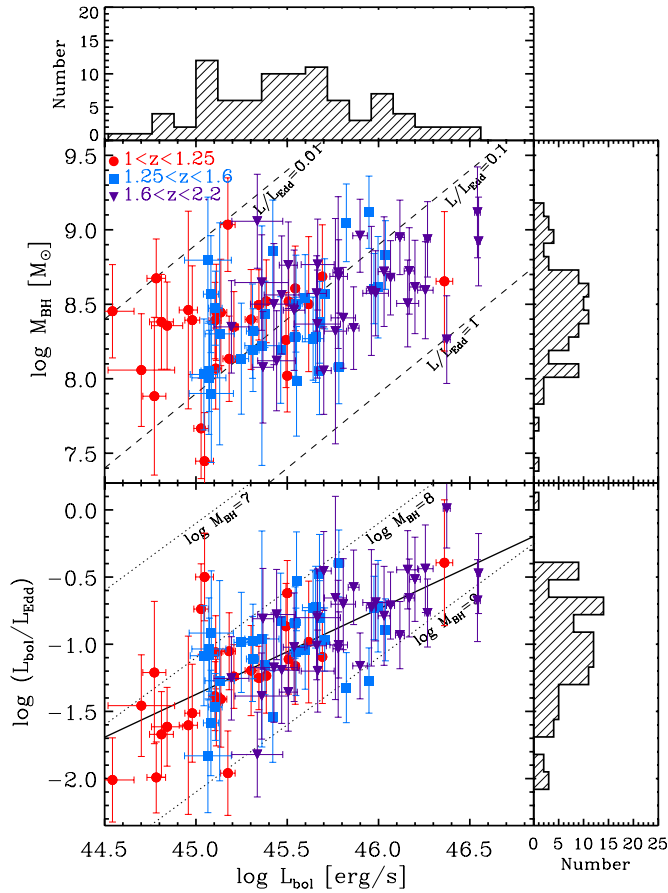 20
15
10
5
0
Number
9.5
9.0
8.5
8.0
7.5
log M_BH [M_⊙]
1<z<1.25
1.25<z<1.6
1.6<z<2.2
L/L_Edd=0.01
L/L_Edd=0.1
L/L_Edd=1
0.0
−0.5
−1.0
−1.5
−2.0
log (L_bol/L_Edd)
log M_BH=7
log M_BH=8
log M_BH=9
44.5 45.0 45.5 46.0 46.5
log L_bol [erg/s]
0 5 10 15 20 25
Number